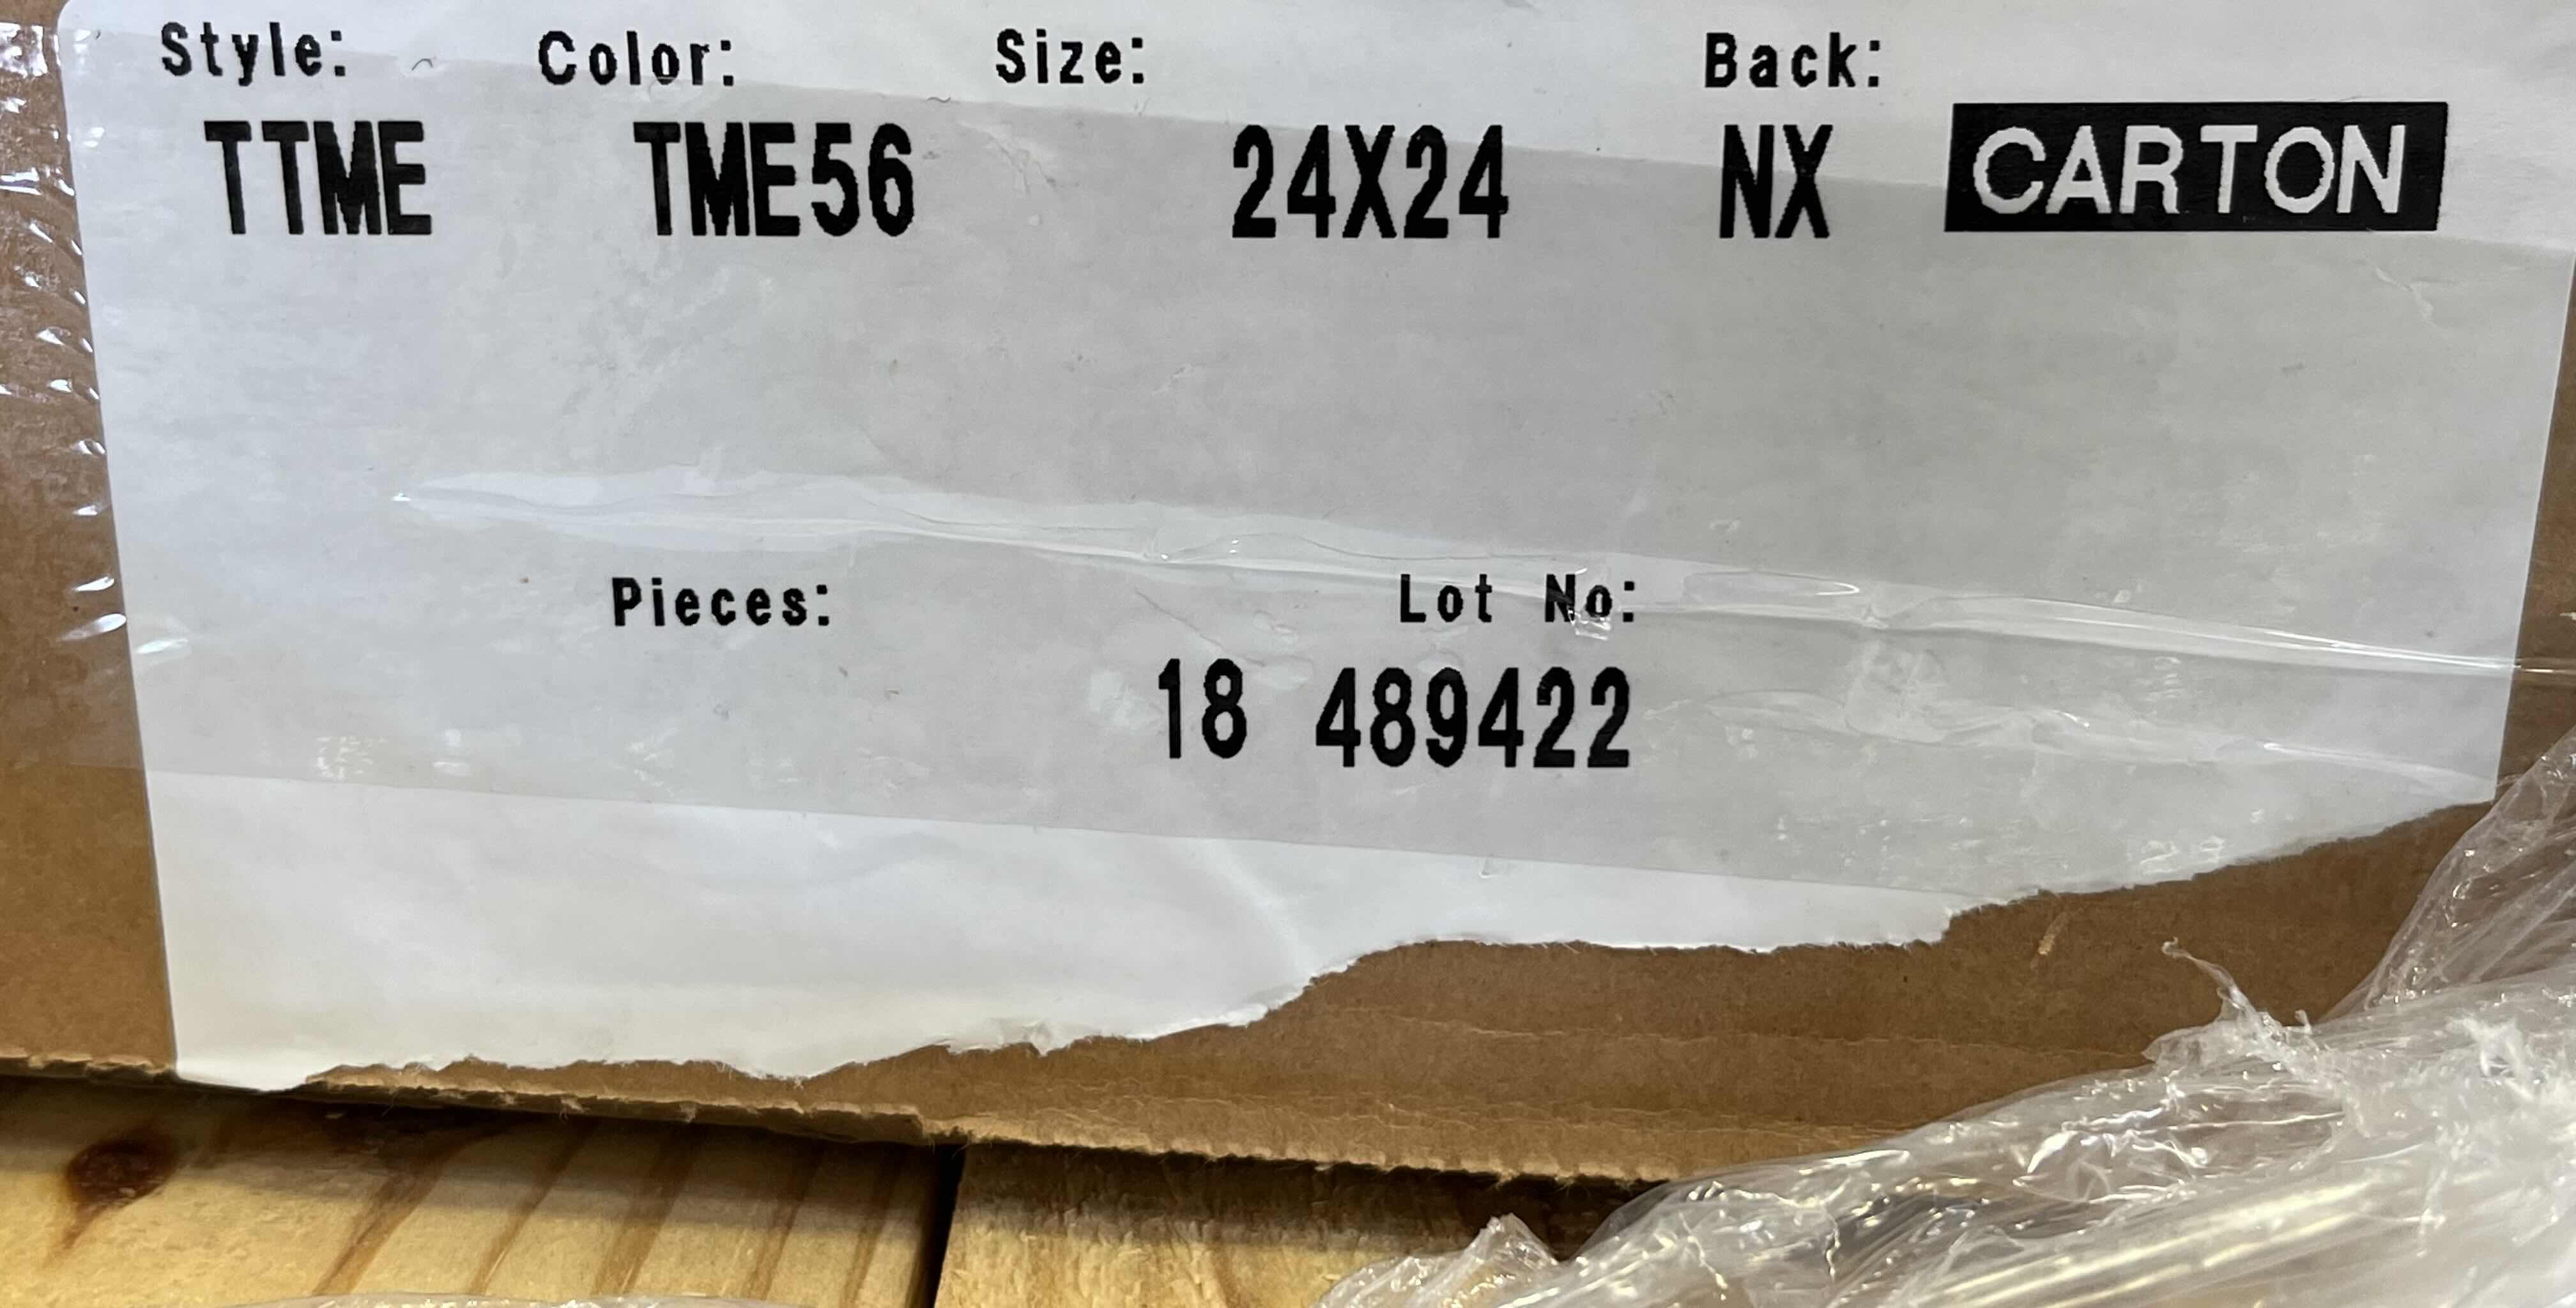 Style: Color: Size: Back:
TTME TME56 24X24 NX CARTON
Pieces: Lot No:
18 489422